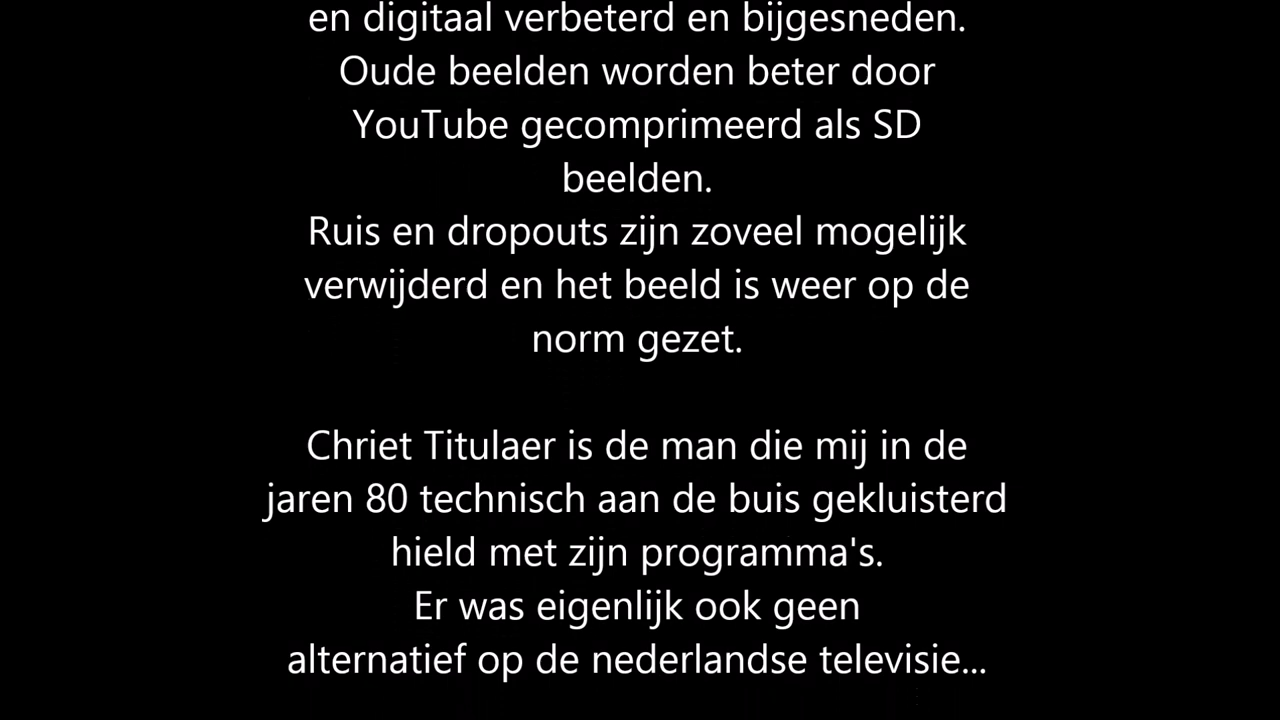 en digitaal verbeterd en bijgesneden.
Oude beelden worden beter door
YouTube gecomprimeerd als SD
beelden.
Ruis en dropouts zijn zoveel mogelijk
verwijderd en het beeld is weer op de
norm gezet.
Chriet Titulaer is de man die mij in de
jaren 80 technisch aan de buis gekluisterd
hield met zijn programma's.
Er was eigenlijk ook geen
alternatief op de nederlandse televisie...